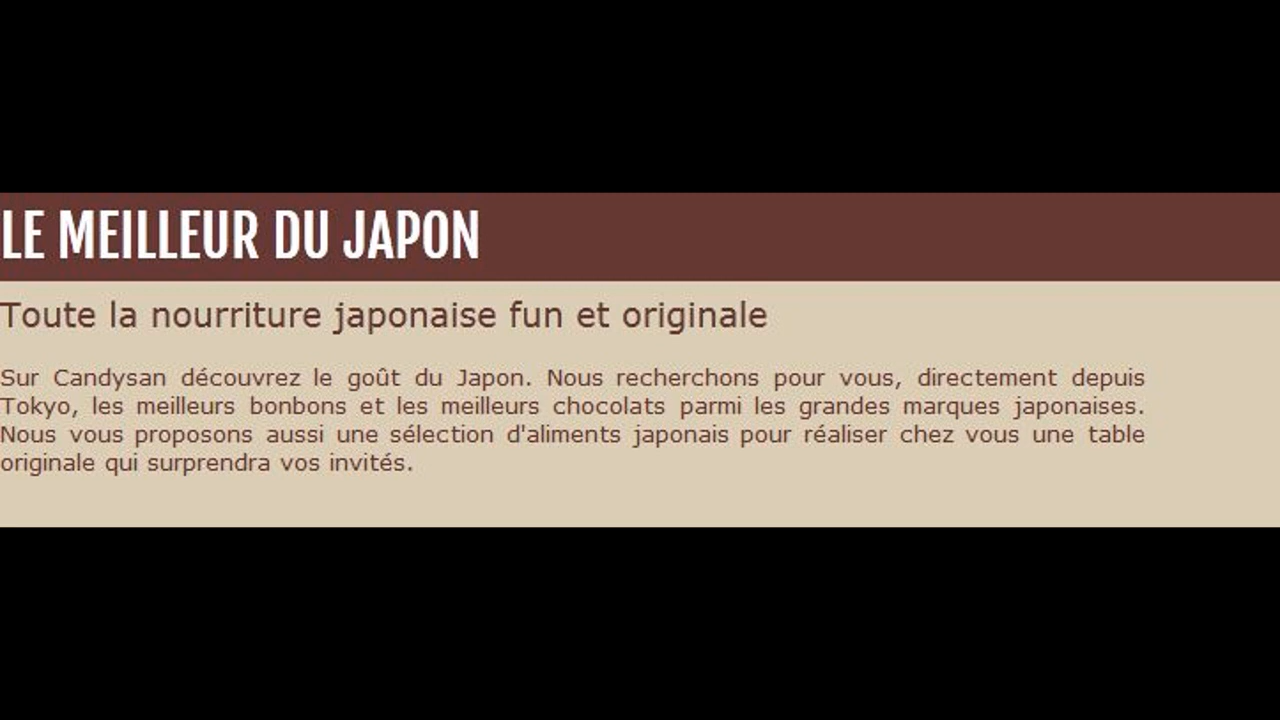 LE MEILLEUR DU JAPON
Toute la nourriture japonaise fun et originale
Sur Candysan découvrez le goût du Japon. Nous recherchons pour vous, directement depuis
Tokyo, les meilleurs bonbons et les meilleurs chocolats parmi les grandes marques japonaises.
Nous vous proposons aussi une sélection d'aliments japonais pour réaliser chez vous une table
originale qui surprendra vos invités.